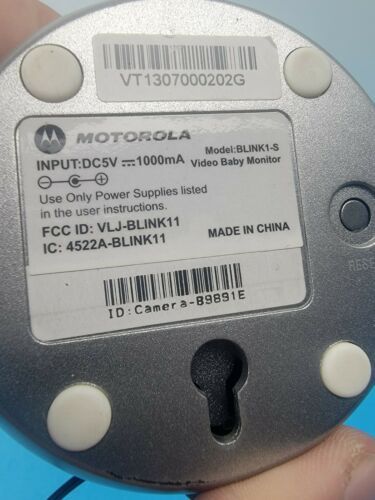 VT1307000202G
MOTOROLA
INPUT:DC5V ⎓ 1000mA
Model:BLINK1-S
Video Baby Monitor
Use Only Power Supplies listed
in the user instructions.
FCC ID: VLJ-BLINK11
IC: 4522A-BLINK11
MADE IN CHINA
ID:Camera-B9891E